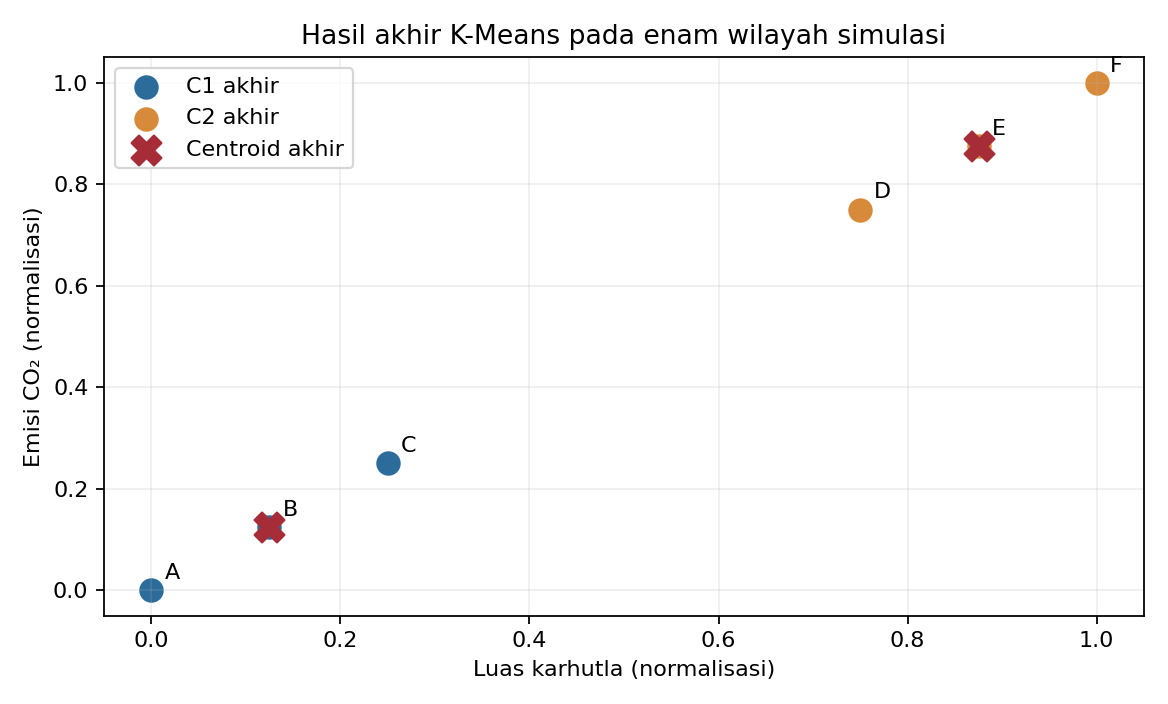 Hasil akhir K-Means pada enam wilayah simulasi
C1 akhir
C2 akhir
Centroid akhir
F
E
D
C
B
A
1.0
0.8
0.6
0.4
0.2
0.0
Emisi CO₂ (normalisasi)
0.0 0.2 0.4 0.6 0.8 1.0
Luas karhutla (normalisasi)